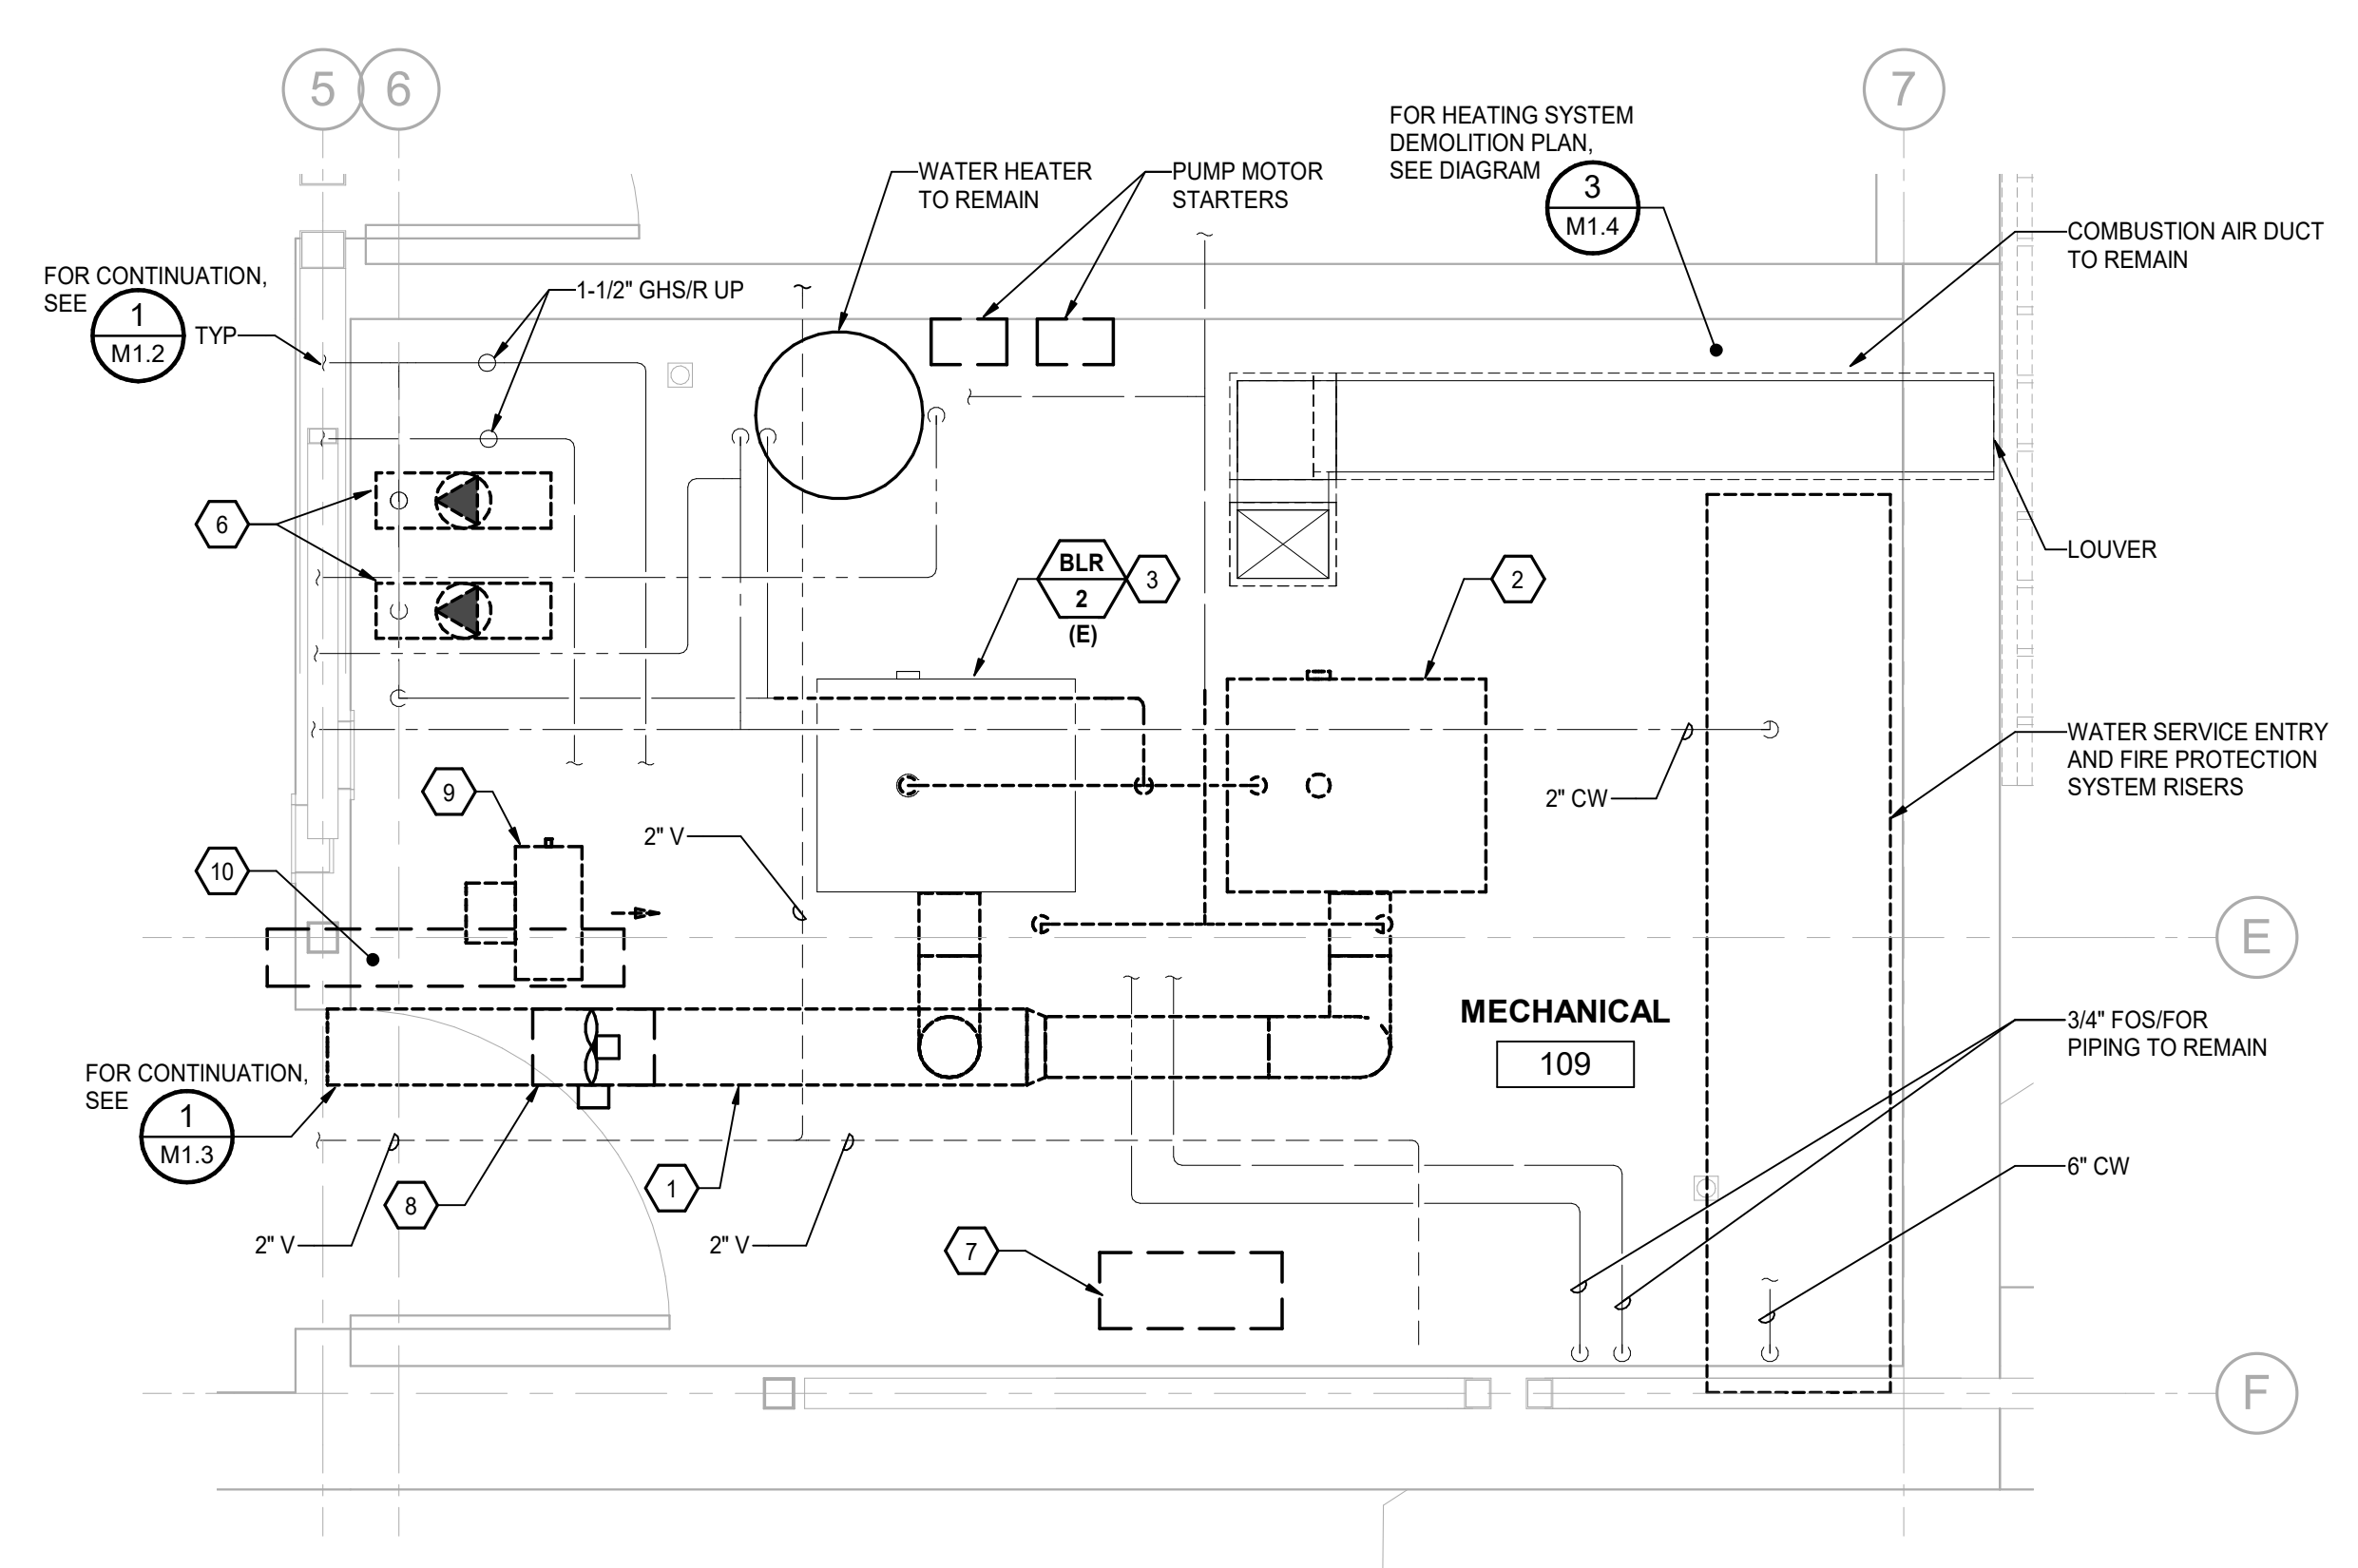 5
6
7
FOR HEATING SYSTEM
DEMOLITION PLAN,
SEE DIAGRAM
3
M1.4
WATER HEATER
TO REMAIN
PUMP MOTOR
STARTERS
COMBUSTION AIR DUCT
TO REMAIN
FOR CONTINUATION,
SEE
1
M1.2
TYP
1-1/2" GHS/R UP
6
BLR
2
(E)
3
2
LOUVER
WATER SERVICE ENTRY
AND FIRE PROTECTION
SYSTEM RISERS
9
2" V
2" CW
10
E
MECHANICAL
109
3/4" FOS/FOR
PIPING TO REMAIN
FOR CONTINUATION,
SEE
1
M1.3
6" CW
8
1
2" V
2" V
7
F